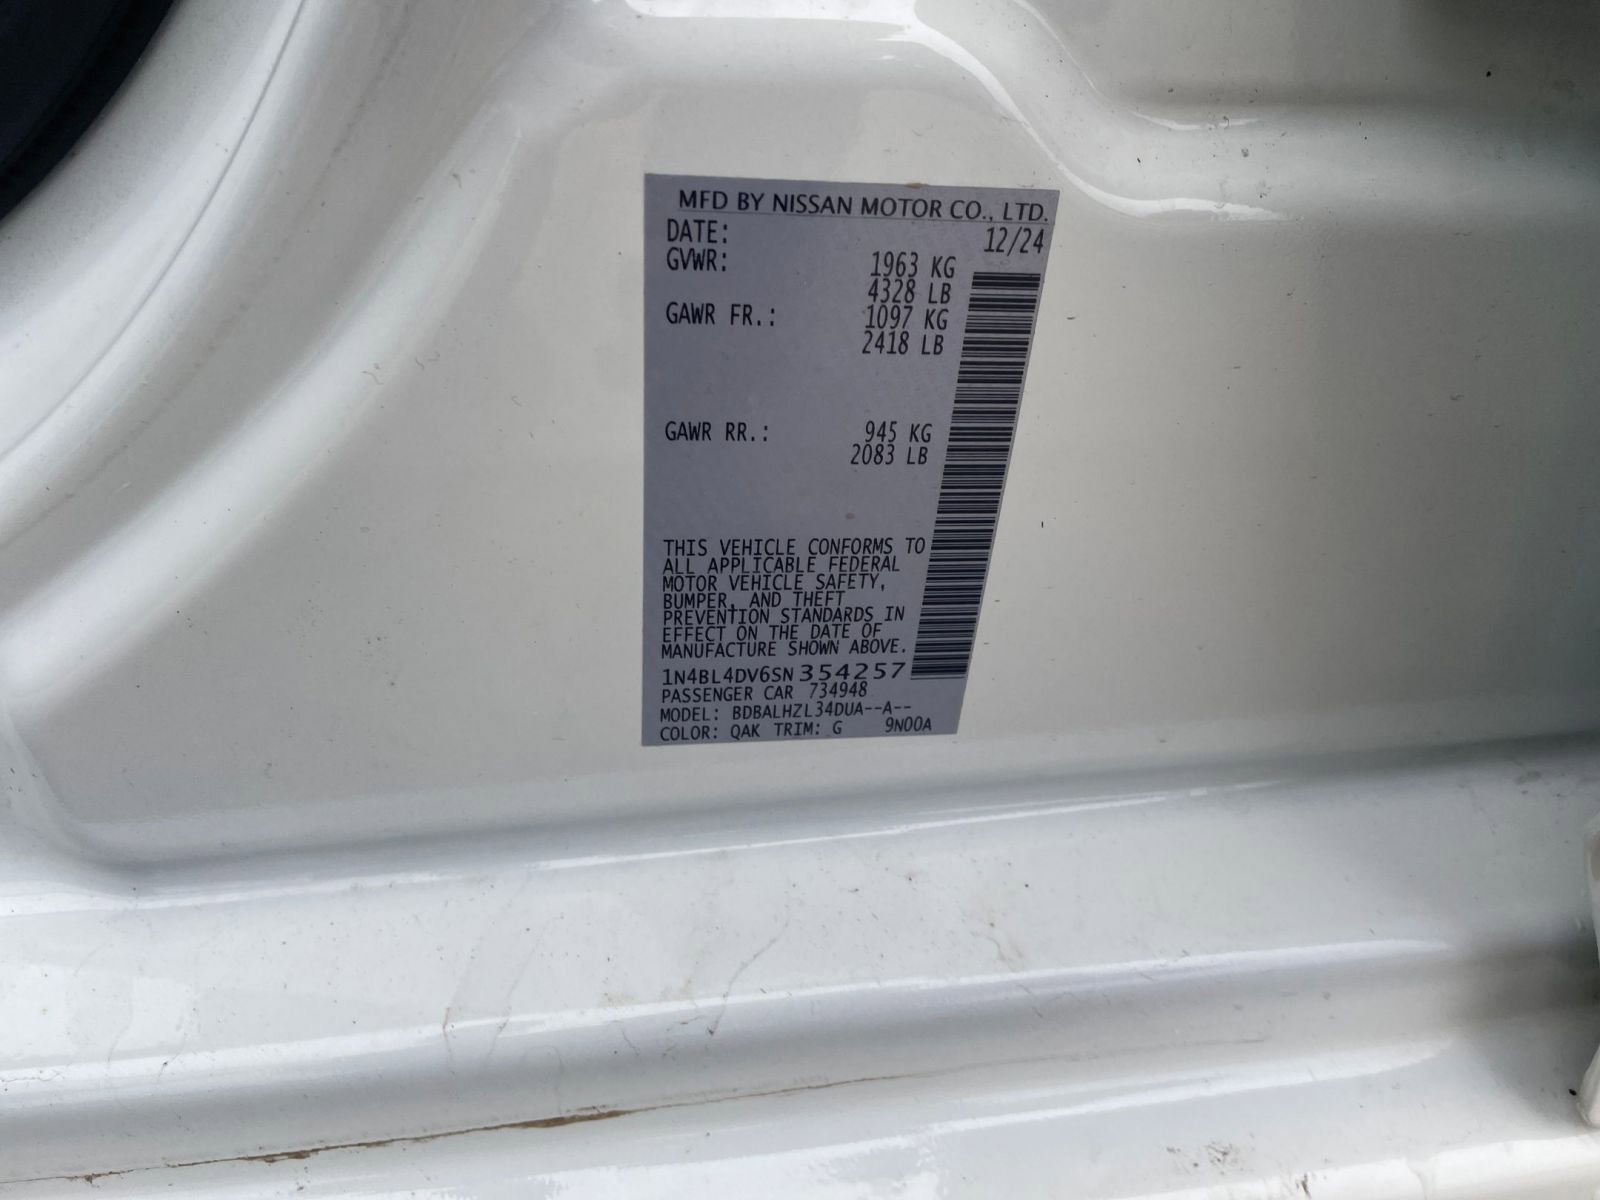 MFD BY NISSAN MOTOR CO., LTD.
DATE: 12/24
GVWR: 1963 KG
4328 LB
GAWR FR.: 1097 KG
2418 LB
GAWR RR.: 945 KG
2083 LB
THIS VEHICLE CONFORMS TO
ALL APPLICABLE FEDERAL
MOTOR VEHICLE SAFETY,
BUMPER, AND THEFT
PREVENTION STANDARDS IN
EFFECT ON THE DATE OF
MANUFACTURE SHOWN ABOVE.
1N4BL4DV6SN354257
PASSENGER CAR 734948
MODEL: BDBALHZL34DUA--A--
COLOR: QAK TRIM: G 9N00A